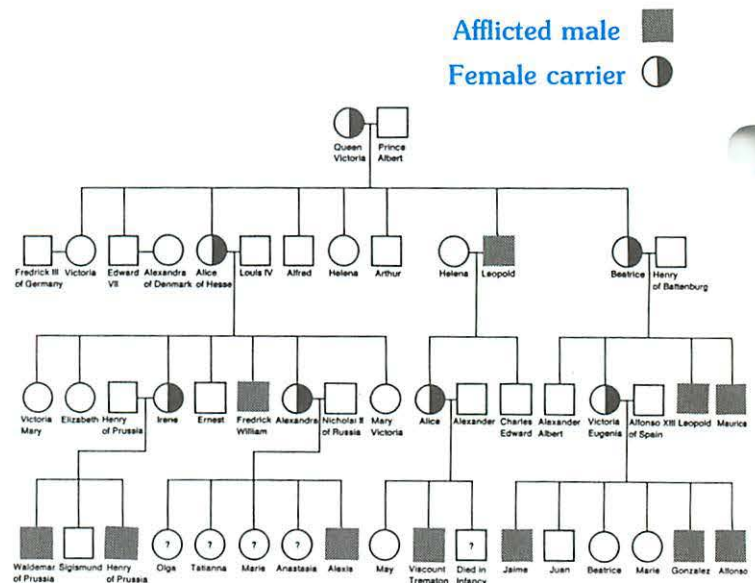 Afflicted male
Female carrier
Queen Victoria
Prince Albert
Fredrick III of Germany
Victoria
Edward VII
Alexandra of Denmark
Alice of Hesse
Louis IV
Alfred
Helena
Arthur
Helena
Leopold
Beatrice
Henry of Battenburg
Victoria Mary
Elizabeth
Henry of Prussia
Irene
Ernest
Fredrick William
Alexandra
Nicholai II of Russia
Mary Victoria
Alice
Alexander
Charles Edward
Alexander Albert
Victoria Eugenia
Alfonso XIII of Spain
Leopold
Maurice
? ? ? ? ?
Waldemar of Prussia
Sigismund
Henry of Prussia
Olga
Tatianna
Marie
Anastasia
Alexis
May
Viscount Trematon
Died in Infancy
Jaime
Juan
Beatrice
Marie
Gonzalez
Alfonso